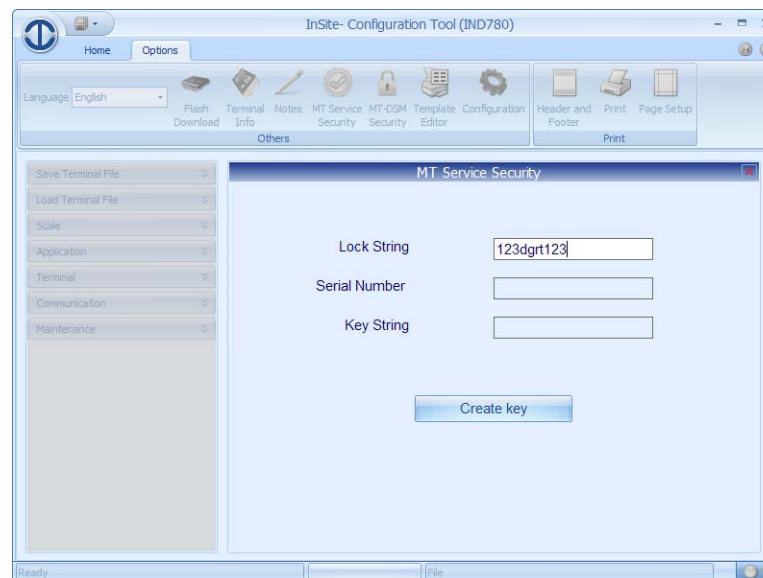 InSite- Configuration Tool (IND780)
Home Options
Language English
Flash Download
Terminal Info
Notes
MT Service Security
MT-DSM Security
Template Editor
Configuration
Header and Footer
Print
Page Setup
Others Print
Save Terminal File
Load Terminal File
Scale
Application
Terminal
Communication
Maintenance
MT Service Security
Lock String 123dgrt123
Serial Number
Key String
Create key
Ready File